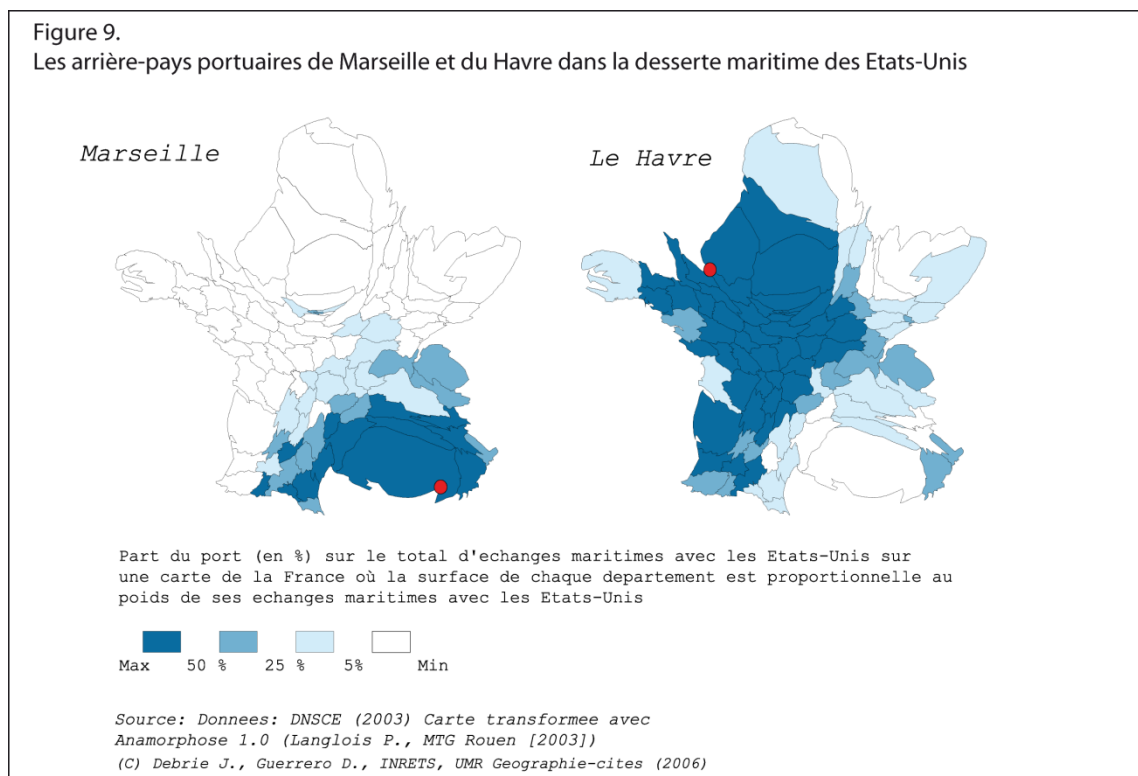 Figure 9.
Les arrière-pays portuaires de Marseille et du Havre dans la desserte maritime des Etats-Unis
Marseille
Le Havre
Part du port (en %) sur le total d'echanges maritimes avec les Etats-Unis sur
une carte de la France où la surface de chaque departement est proportionnelle au
poids de ses echanges maritimes avec les Etats-Unis
Max 50 % 25 % 5% Min
Source: Donnees: DNSCE (2003) Carte transformee avec
Anamorphose 1.0 (Langlois P., MTG Rouen [2003])
(C) Debrie J., Guerrero D., INRETS, UMR Geographie-cites (2006)